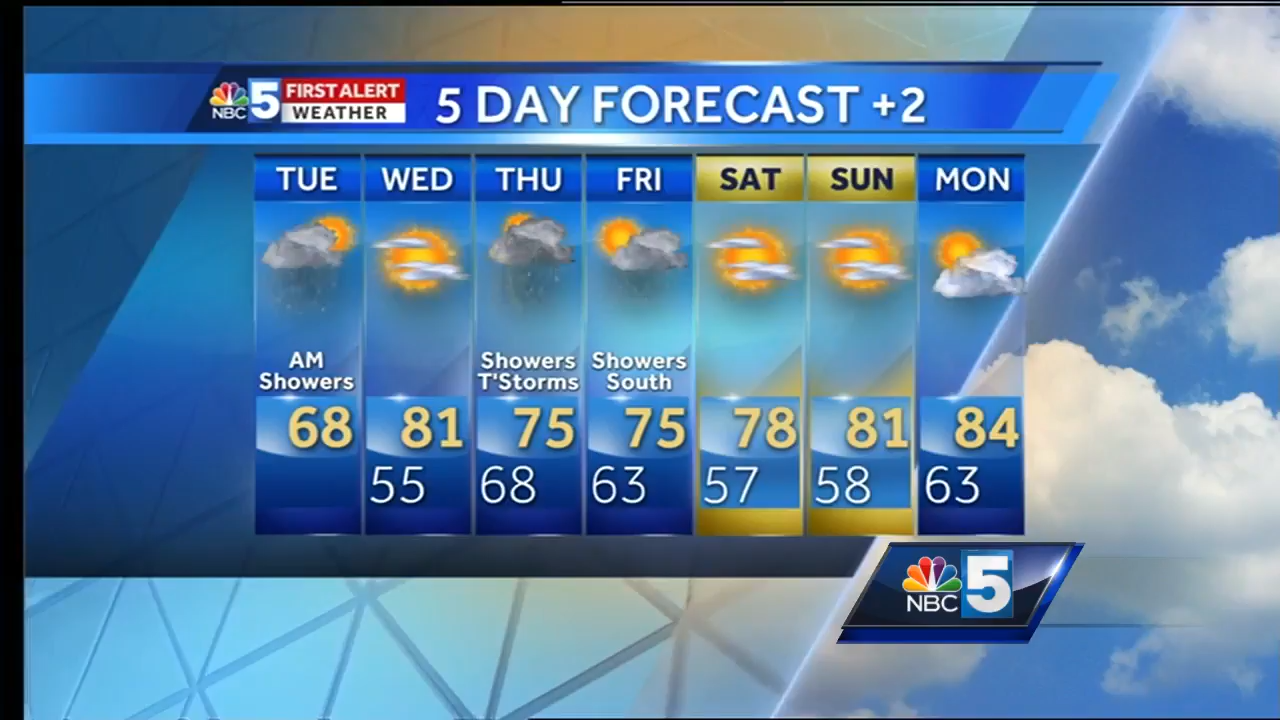 NBC 5 FIRST ALERT WEATHER 5 DAY FORECAST +2
TUE WED THU FRI SAT SUN MON
AM Showers
Showers T'Storms
Showers South
68 81 75 75 78 81 84
55 68 63 57 58 63
NBC 5